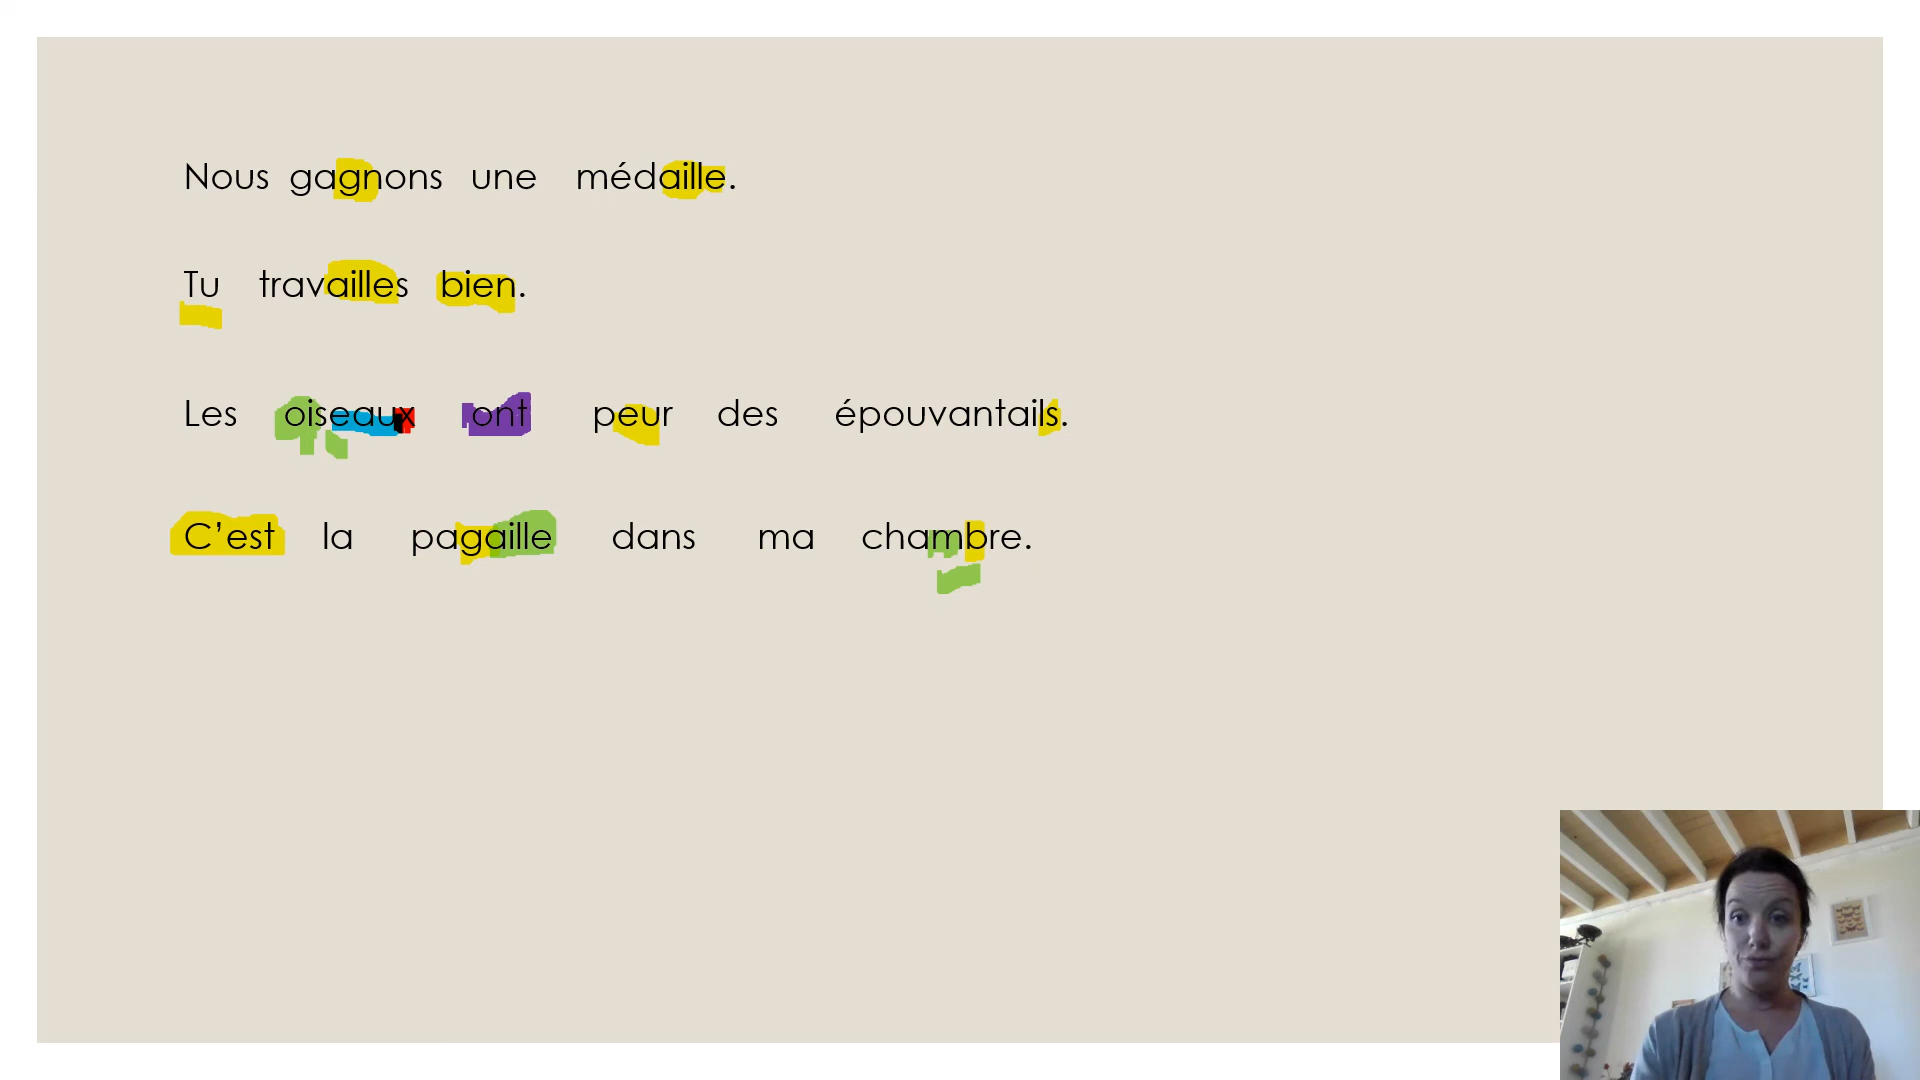 Nous gagnons une médaille.
Tu travailles bien.
Les oiseaux ont peur des épouvantails.
C’est la pagaille dans ma chambre.